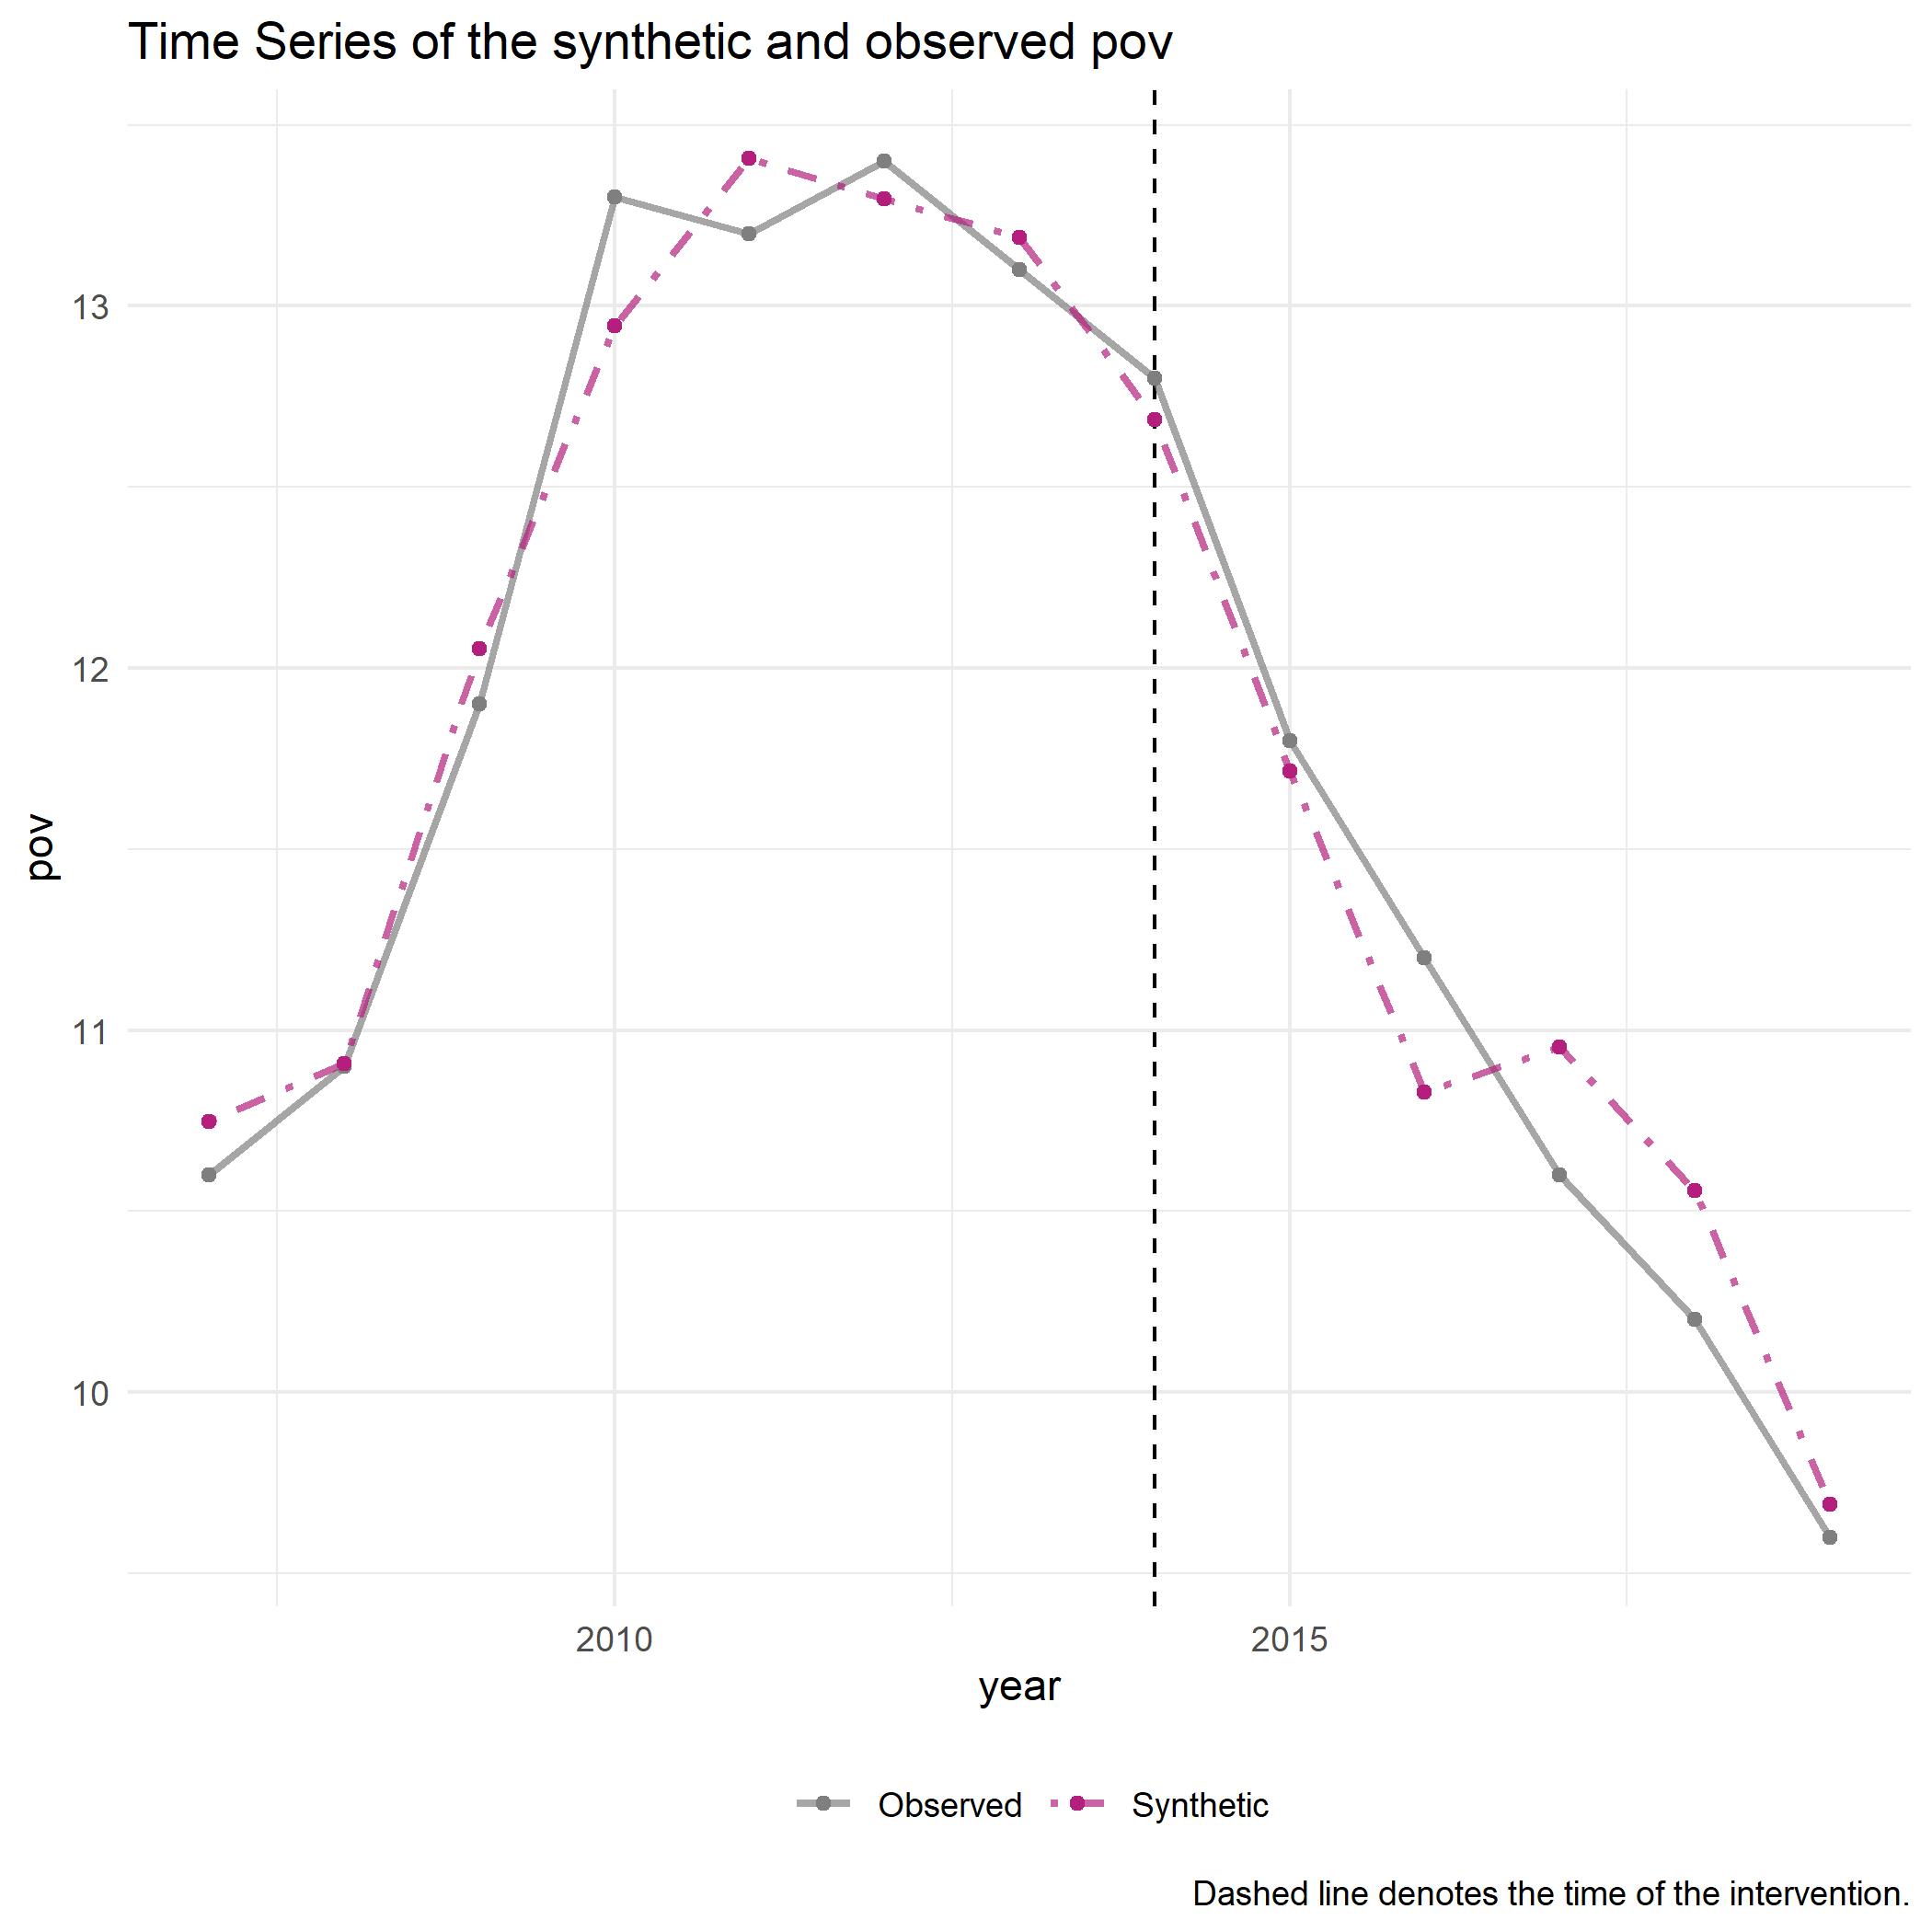 Time Series of the synthetic and observed pov
13
12
11
10
pov
2010 2015
year
Observed Synthetic
Dashed line denotes the time of the intervention.